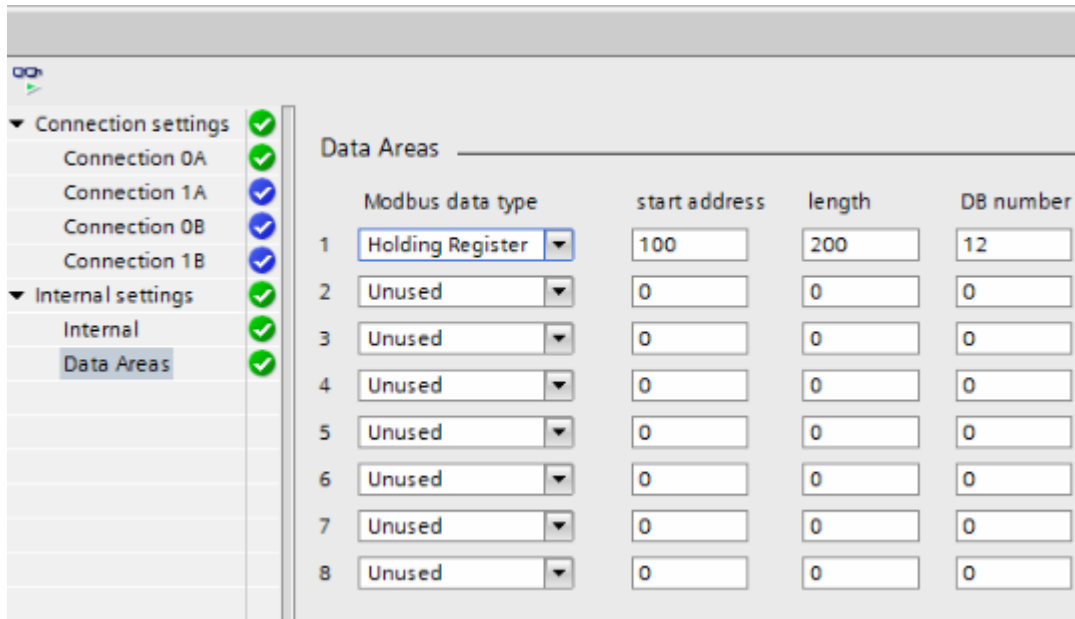 Connection settings
Connection 0A
Connection 1A
Connection 0B
Connection 1B
Internal settings
Internal
Data Areas
Data Areas
Modbus data type start address length DB number
1 Holding Register 100 200 12
2 Unused 0 0 0
3 Unused 0 0 0
4 Unused 0 0 0
5 Unused 0 0 0
6 Unused 0 0 0
7 Unused 0 0 0
8 Unused 0 0 0